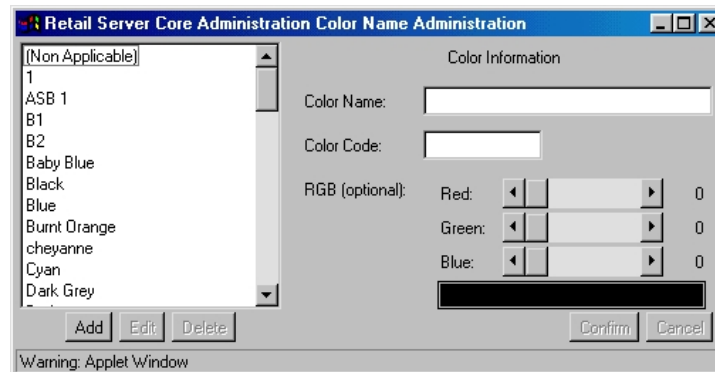 Retail Server Core Administration Color Name Administration
(Non Applicable)
1
ASB 1
B1
B2
Baby Blue
Black
Blue
Burnt Orange
cheyanne
Cyan
Dark Grey
Add Edit Delete
Color Information
Color Name:
Color Code:
RGB (optional):
Red: 0
Green: 0
Blue: 0
Confirm Cancel
Warning: Applet Window